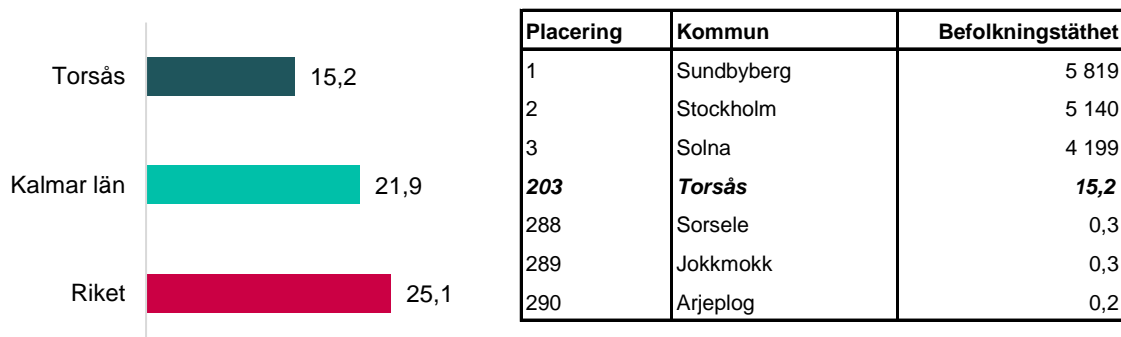 Torsås 15,2
Kalmar län 21,9
Riket 25,1
Placering Kommun Befolkningstäthet
1 Sundbyberg 5 819
2 Stockholm 5 140
3 Solna 4 199
203 Torsås 15,2
288 Sorsele 0,3
289 Jokkmokk 0,3
290 Arjeplog 0,2